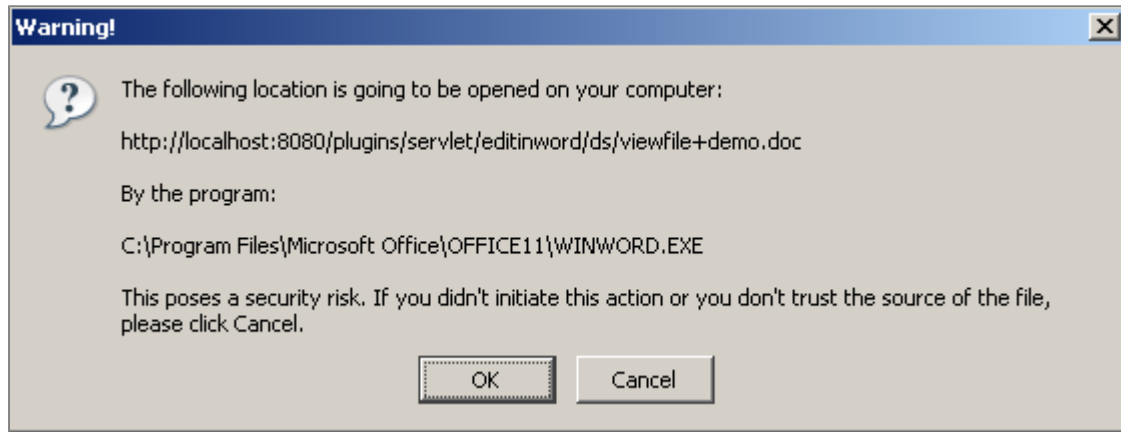 Warning!
The following location is going to be opened on your computer:
http://localhost:8080/plugins/servlet/editinword/ds/viewfile+demo.doc
By the program:
C:\Program Files\Microsoft Office\OFFICE11\WINWORD.EXE
This poses a security risk. If you didn't initiate this action or you don't trust the source of the file,
please click Cancel.
OK
Cancel